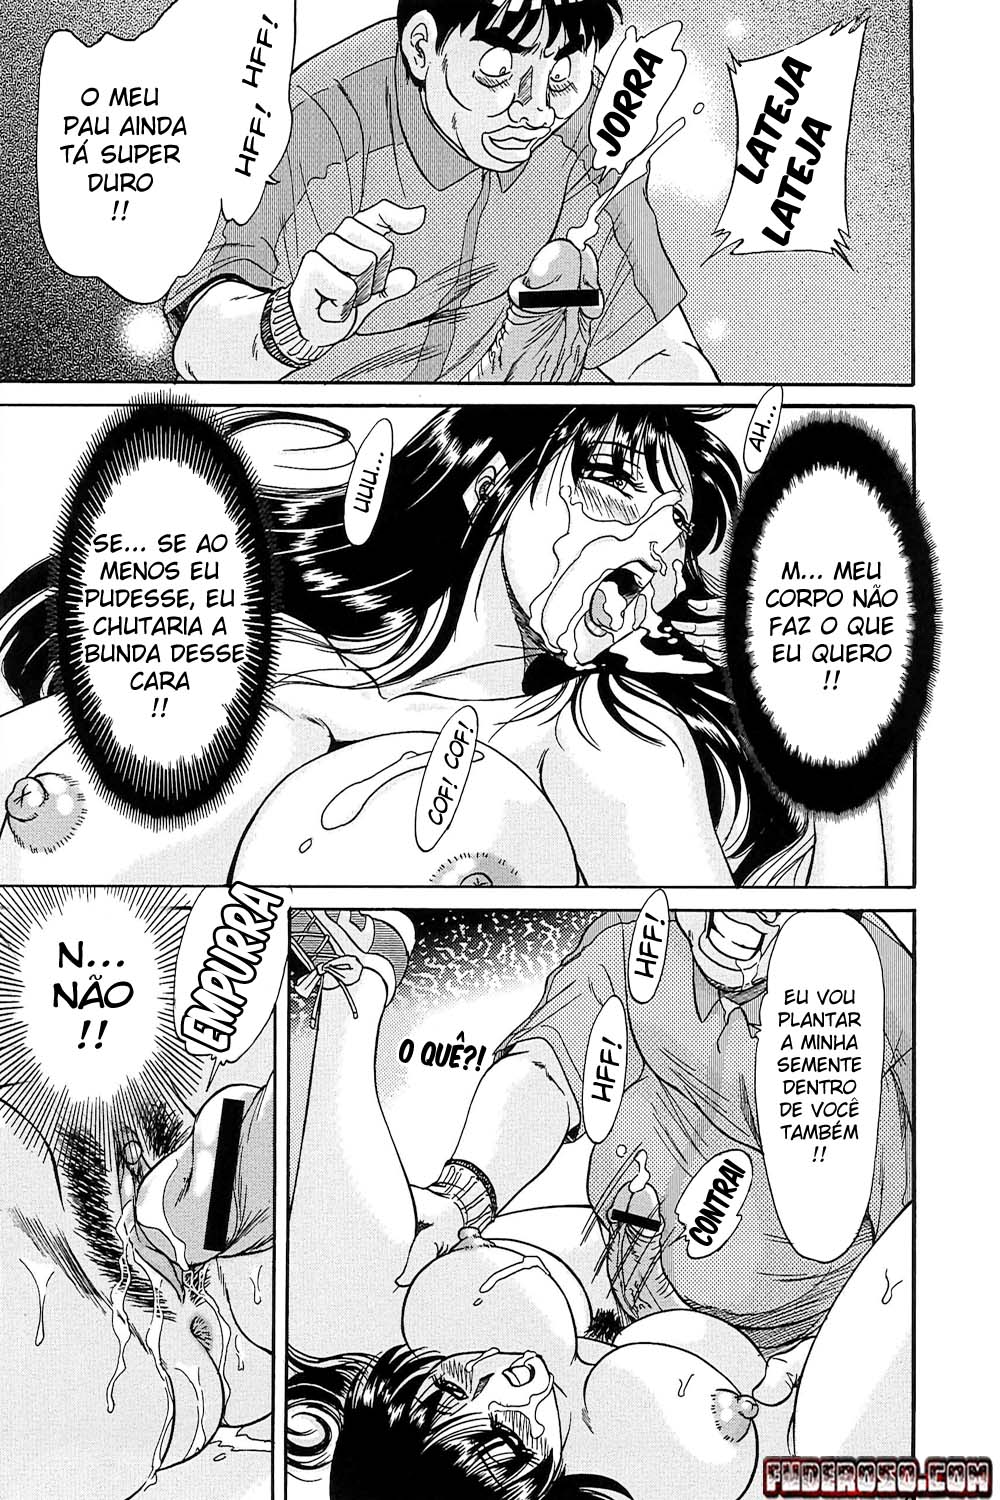 LATEJA
LATEJA
JORRA
HFF!
HFF!
O MEU
PAU AINDA
TÁ SUPER
DURO
!!
AH...
M... MEU
CORPO NÃO
FAZ O QUE
EU QUERO
!!
UUU...
SE... SE AO
MENOS EU
PUDESSE, EU
CHUTARIA A
BUNDA DESSE
CARA
!!
COF! COF!
EU VOU
PLANTAR
A MINHA
SEMENTE
DENTRO
DE VOCÊ
TAMBÉM
!!
HFF!
HFF!
CONTRAI
O QUÊ?!
EMPURRA
N...
NÃO
!!
FUDEROSO.COM